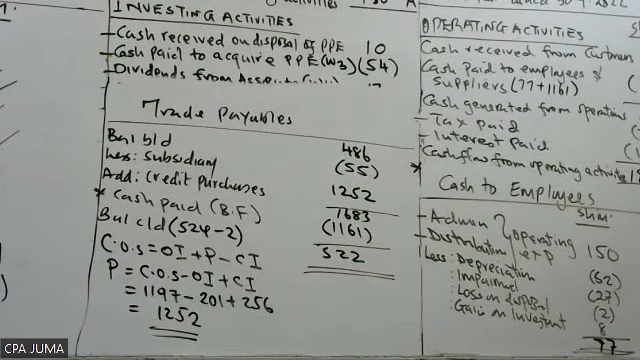 INVESTING ACTIVITIES
Cash received on disposal of PPE 10
Cash paid to acquire PPE (W3) (54)
Dividends from
Trade Payables
Bal b/d 486
Less: Subsidiary (55)
Add: Credit Purchases 1252
1683
* Cash paid (B.F) (1161)
Bal c/d (524-2) 522
C.O.S = OI + P - CI
P = C.O.S - OI + CI
= 1197 - 201 + 256
= 1252
OPERATING ACTIVITIES
Cash received from Customers
Cash paid to employees &
suppliers (77+1161)
Cash generated from operations
- Tax paid
- Interest paid
* Cashflow from operating activities
Cash to Employees
Shm
- Admin
- Distribution
operating exp 150
Less: Depreciation (52)
: Impairment (27)
: Loss on disposal (2)
: Gain on Investment 8
77
CPA JUMA